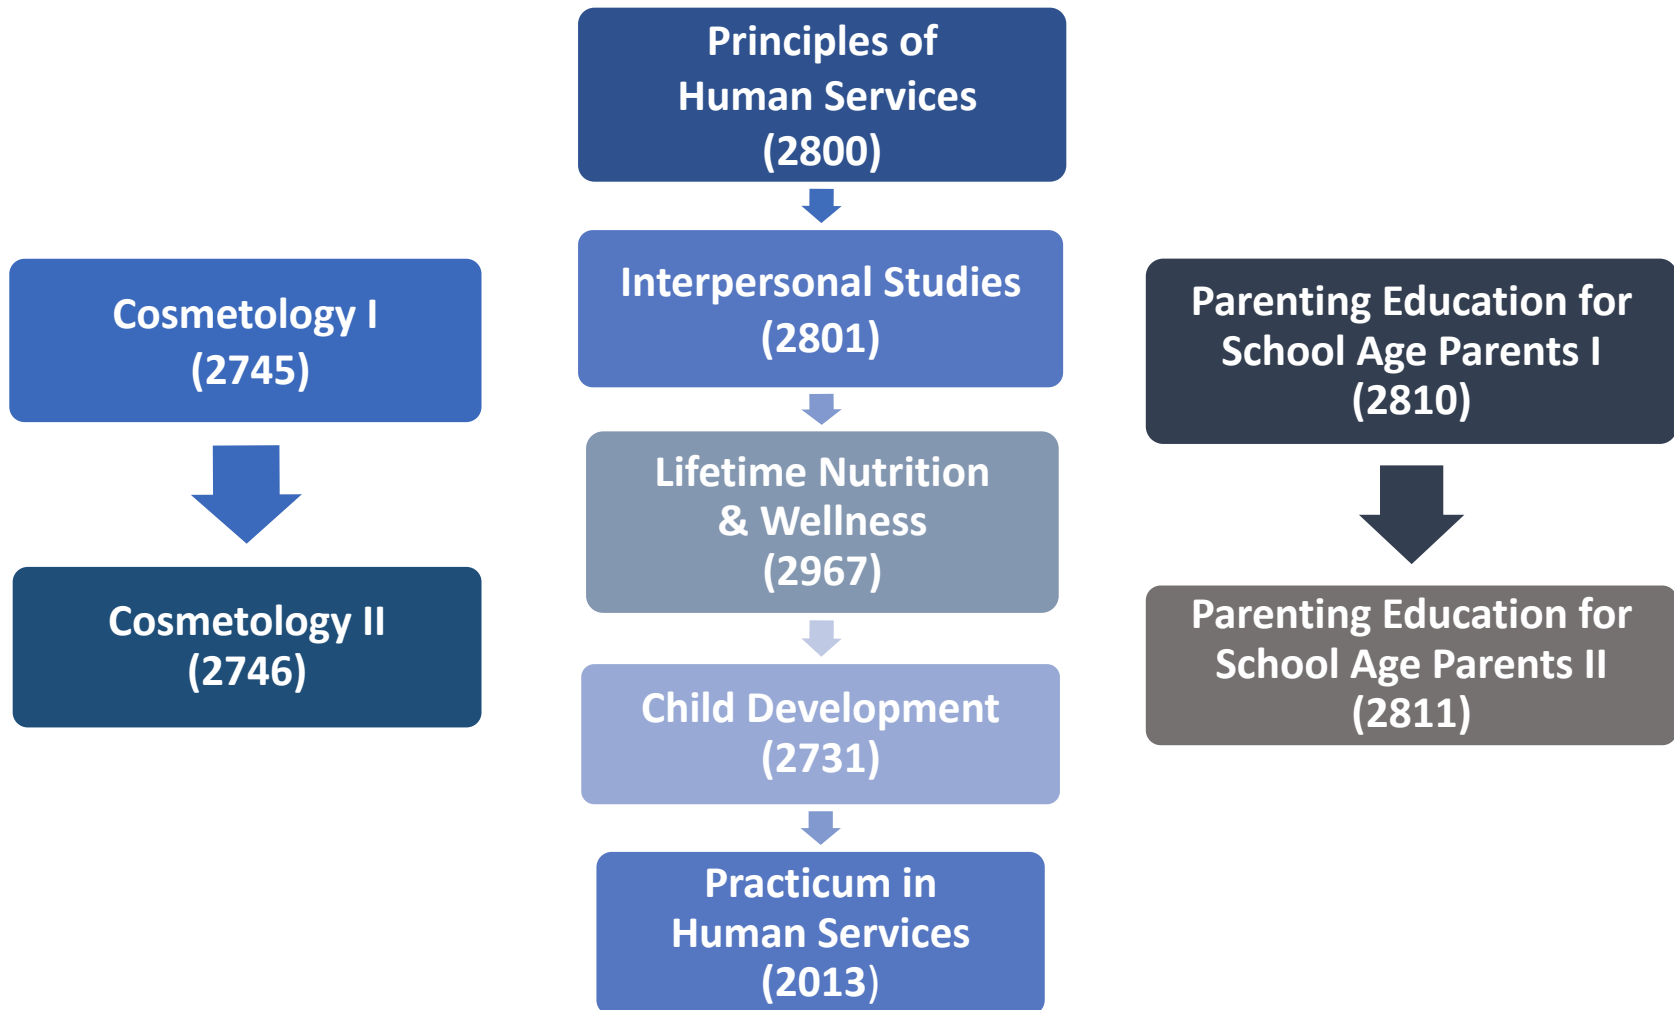 Principles of
Human Services
(2800)
Interpersonal Studies
(2801)
Lifetime Nutrition
& Wellness
(2967)
Child Development
(2731)
Practicum in
Human Services
(2013)
Cosmetology I
(2745)
Cosmetology II
(2746)
Parenting Education for
School Age Parents I
(2810)
Parenting Education for
School Age Parents II
(2811)